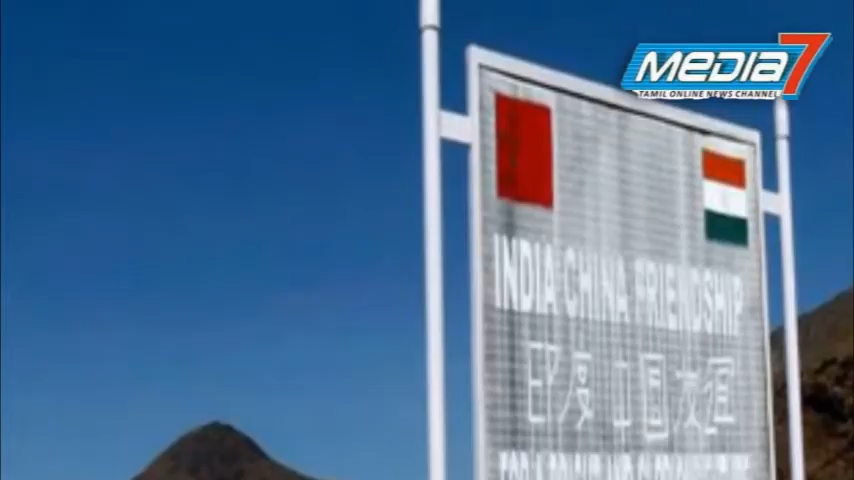 MEDIA7
TAMIL ONLINE NEWS CHANNEL
INDIA CHINA FRIENDSHIP
印度 中国友谊